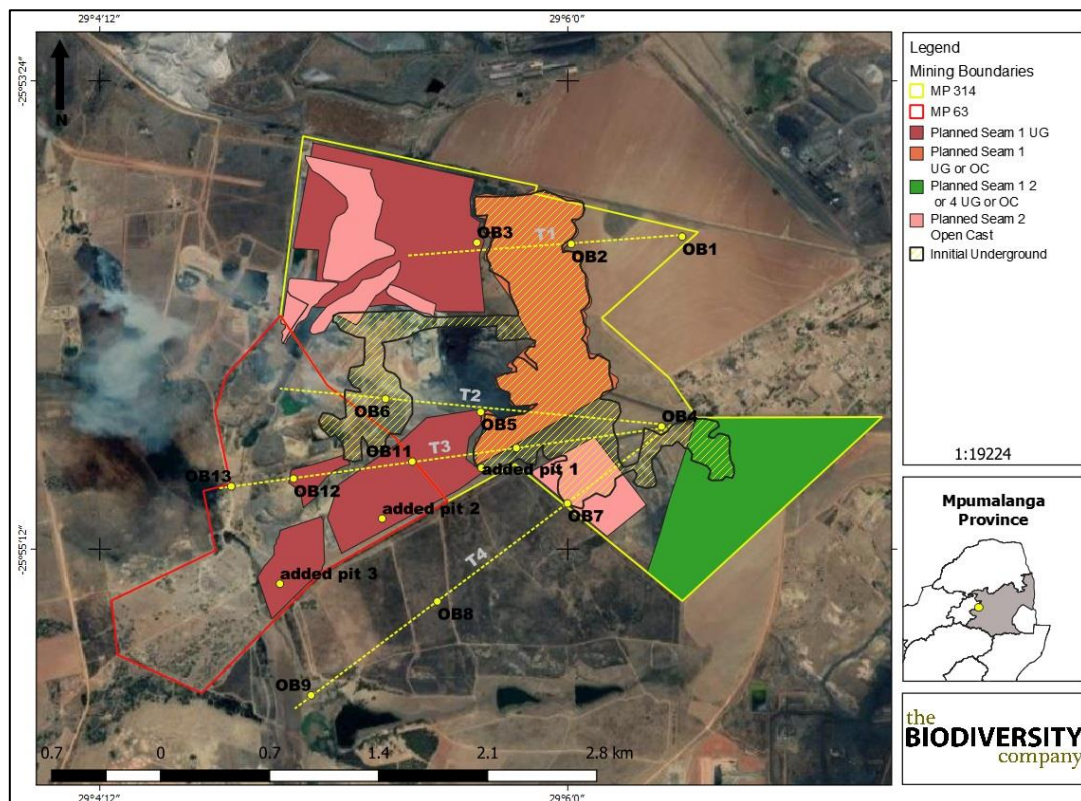 29°4'12"
29°6'0"
-25°53'24"
N
OB3
T1
OB2
OB1
T2
OB6
OB5
OB4
OB11
T3
OB13
OB12
added pit 1
added pit 2
OB7
-25°55'12"
T4
added pit 3
OB8
OB9
0.7
0
0.7
1.4
2.1
2.8 km
29°4'12"
29°6'0"
Legend
Mining Boundaries
MP 314
MP 63
Planned Seam 1 UG
Planned Seam 1
UG or OC
Planned Seam 1 2
or 4 UG or OC
Planned Seam 2
Open Cast
Innitial Underground
1:19224
Mpumalanga
Province
the
BIODIVERSITY
company